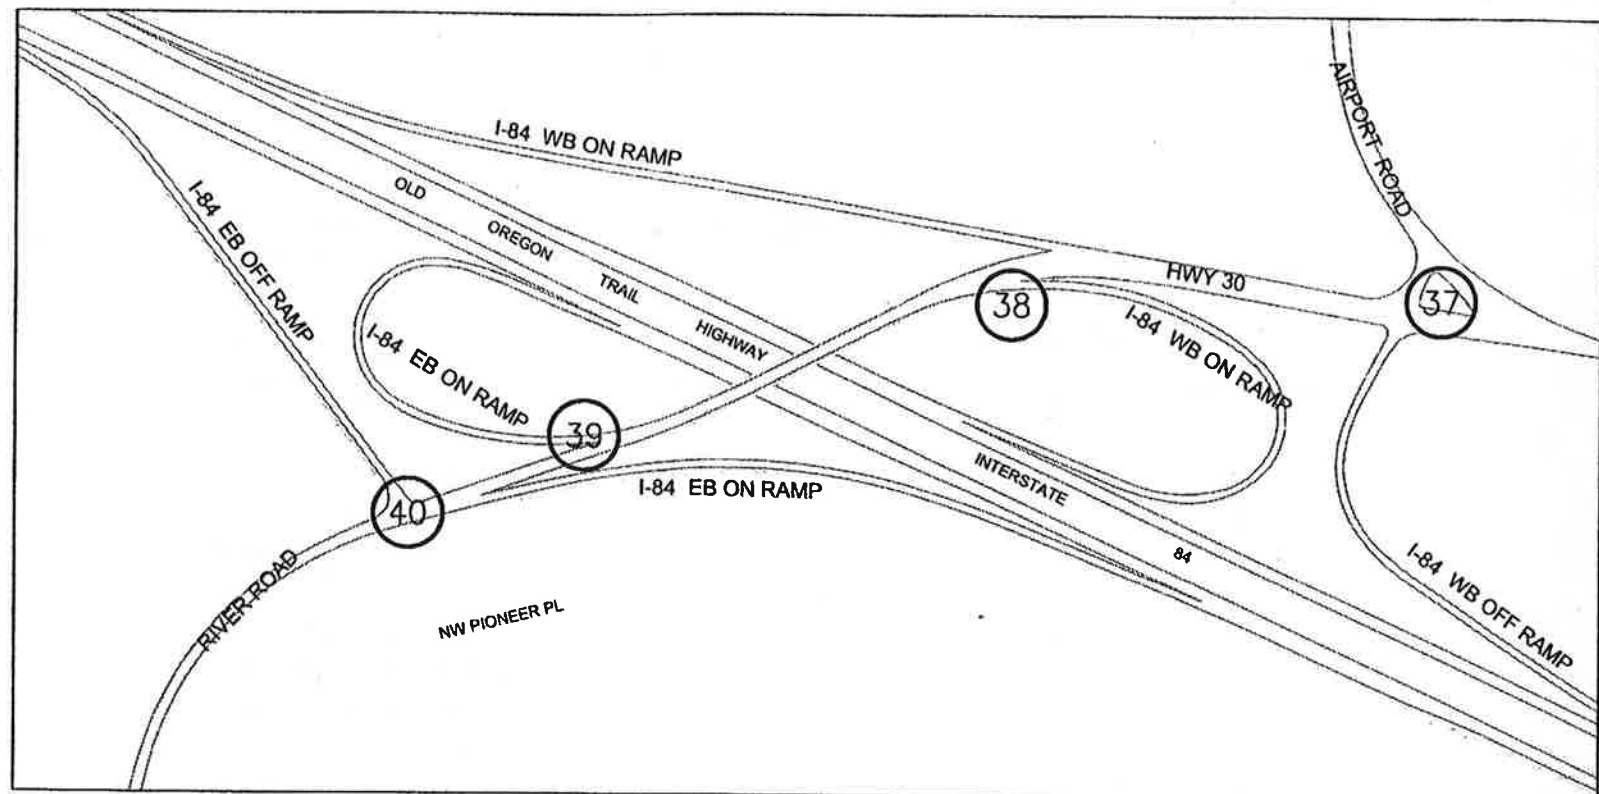 AIRPORT ROAD
I-84 WB ON RAMP
OLD
OREGON
TRAIL
HIGHWAY
I-84 EB OFF RAMP
HWY 30
37
38
I-84 WB ON RAMP
I-84 EB ON RAMP
39
INTERSTATE
84
I-84 EB ON RAMP
40
RIVER ROAD
NW PIONEER PL
I-84 WB OFF RAMP